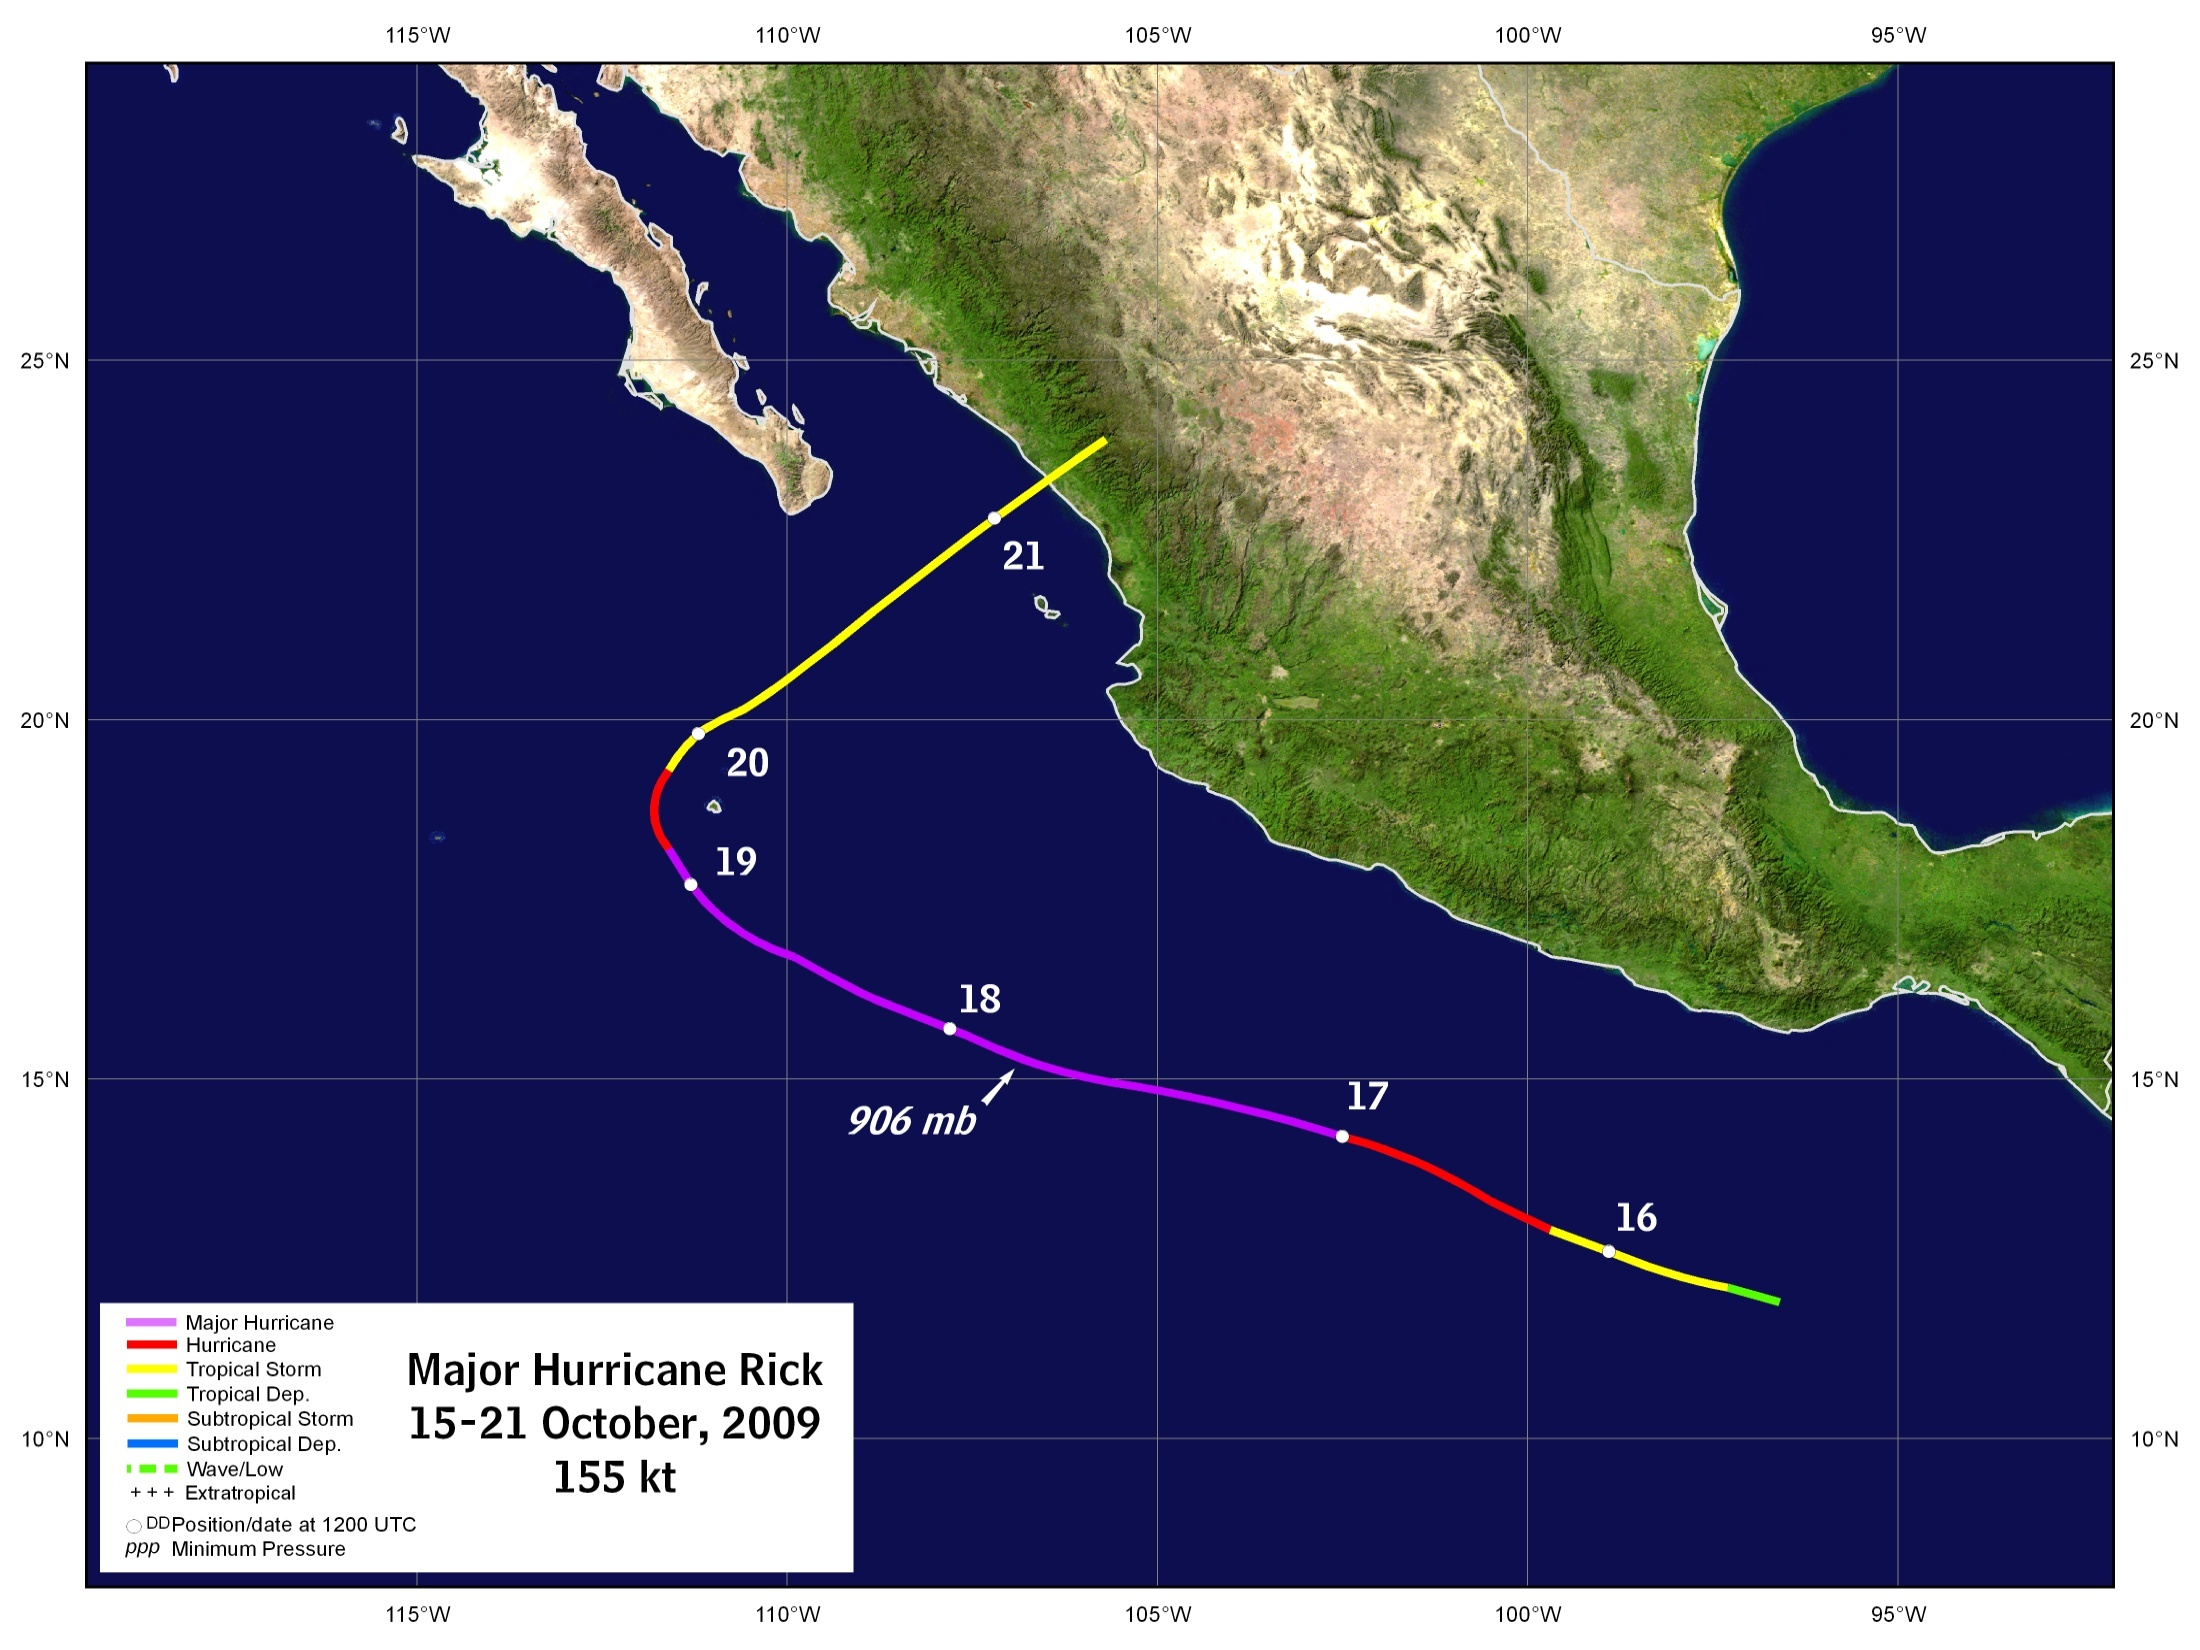 115°W 110°W 105°W 100°W 95°W
25°N 25°N
21
20°N 20°N
20
19
18
15°N 15°N
17
906 mb
16
Major Hurricane
Hurricane
Tropical Storm
Tropical Dep.
Subtropical Storm
Subtropical Dep.
Wave/Low
+ + + Extratropical
DD Position/date at 1200 UTC
ppp Minimum Pressure
Major Hurricane Rick
15-21 October, 2009
155 kt
10°N 10°N
115°W 110°W 105°W 100°W 95°W